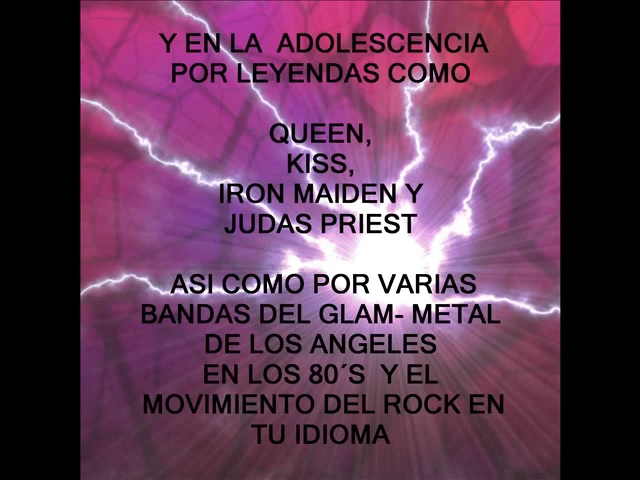 Y EN LA ADOLESCENCIA
POR LEYENDAS COMO
QUEEN,
KISS,
IRON MAIDEN Y
JUDAS PRIEST
ASI COMO POR VARIAS
BANDAS DEL GLAM- METAL
DE LOS ANGELES
EN LOS 80´S Y EL
MOVIMIENTO DEL ROCK EN
TU IDIOMA